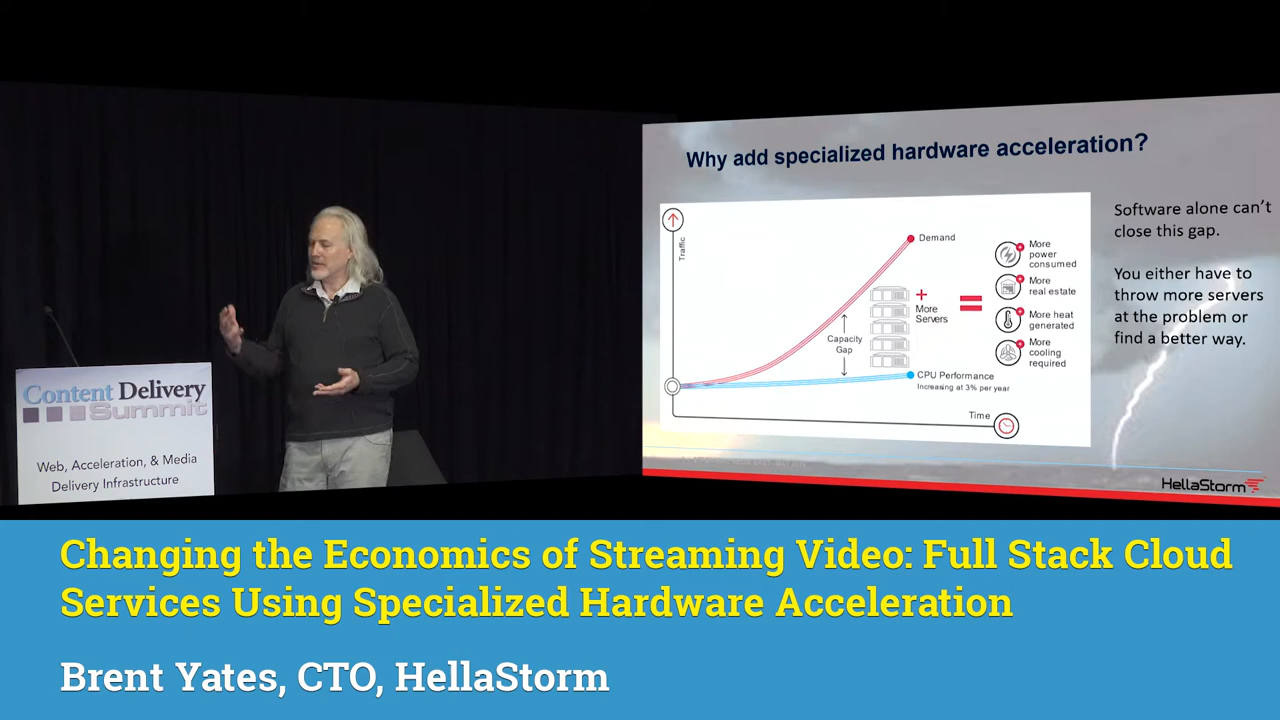 Content Delivery
Summit
Web, Acceleration, & Media
Delivery Infrastructure
Why add specialized hardware acceleration?
Traffic
Demand
+
More
Servers
=
Capacity
Gap
CPU Performance
Increasing at 3% per year
Time
More
power
consumed
More
real estate
More heat
generated
More
cooling
required
Software alone can’t
close this gap.
You either have to
throw more servers
at the problem or
find a better way.
HellaStorm
Changing the Economics of Streaming Video: Full Stack Cloud
Services Using Specialized Hardware Acceleration
Brent Yates, CTO, HellaStorm